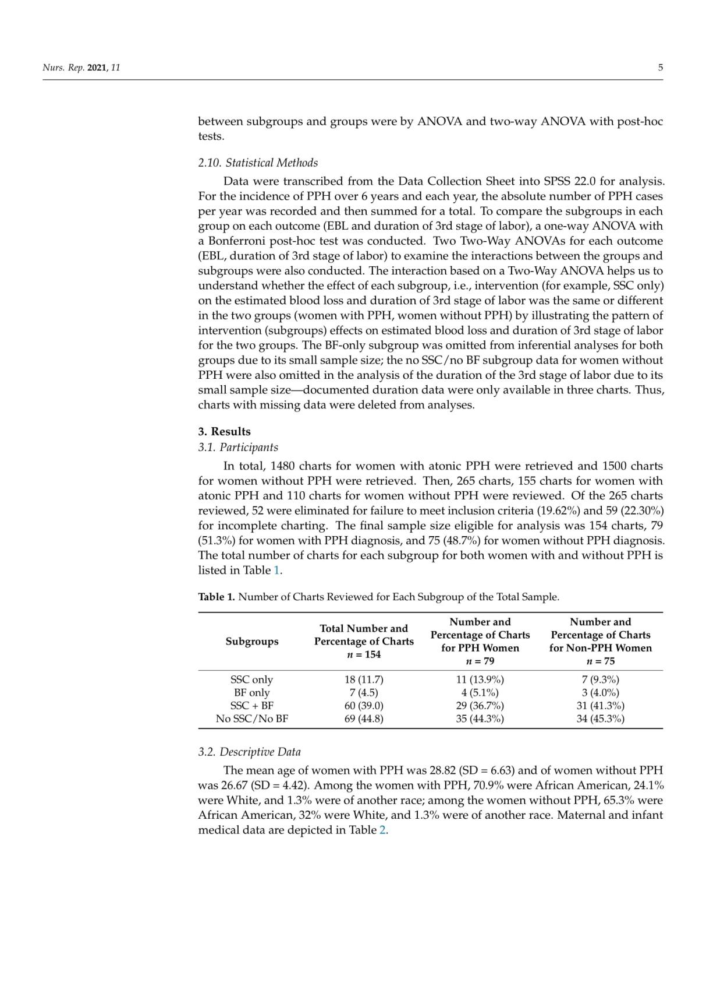 Nurs. Rep. 2021, 11 5
between subgroups and groups were by ANOVA and two-way ANOVA with post-hoc
tests.
2.10. Statistical Methods
Data were transcribed from the Data Collection Sheet into SPSS 22.0 for analysis.
For the incidence of PPH over 6 years and each year, the absolute number of PPH cases
per year was recorded and then summed for a total. To compare the subgroups in each
group on each outcome (EBL and duration of 3rd stage of labor), a one-way ANOVA with
a Bonferroni post-hoc test was conducted. Two Two-Way ANOVAs for each outcome
(EBL, duration of 3rd stage of labor) to examine the interactions between the groups and
subgroups were also conducted. The interaction based on a Two-Way ANOVA helps us to
understand whether the effect of each subgroup, i.e., intervention (for example, SSC only)
on the estimated blood loss and duration of 3rd stage of labor was the same or different
in the two groups (women with PPH, women without PPH) by illustrating the pattern of
intervention (subgroups) effects on estimated blood loss and duration of 3rd stage of labor
for the two groups. The BF-only subgroup was omitted from inferential analyses for both
groups due to its small sample size; the no SSC/no BF subgroup data for women without
PPH were also omitted in the analysis of the duration of the 3rd stage of labor due to its
small sample size—documented duration data were only available in three charts. Thus,
charts with missing data were deleted from analyses.
3. Results
3.1. Participants
In total, 1480 charts for women with atonic PPH were retrieved and 1500 charts
for women without PPH were retrieved. Then, 265 charts, 155 charts for women with
atonic PPH and 110 charts for women without PPH were reviewed. Of the 265 charts
reviewed, 52 were eliminated for failure to meet inclusion criteria (19.62%) and 59 (22.30%)
for incomplete charting. The final sample size eligible for analysis was 154 charts, 79
(51.3%) for women with PPH diagnosis, and 75 (48.7%) for women without PPH diagnosis.
The total number of charts for each subgroup for both women with and without PPH is
listed in Table 1.
Table 1. Number of Charts Reviewed for Each Subgroup of the Total Sample.
Subgroups
Total Number and
Percentage of Charts
n = 154
Number and
Percentage of Charts
for PPH Women
n = 79
Number and
Percentage of Charts
for Non-PPH Women
n = 75
SSC only 18 (11.7) 11 (13.9%) 7 (9.3%)
BF only 7 (4.5) 4 (5.1%) 3 (4.0%)
SSC + BF 60 (39.0) 29 (36.7%) 31 (41.3%)
No SSC/No BF 69 (44.8) 35 (44.3%) 34 (45.3%)
3.2. Descriptive Data
The mean age of women with PPH was 28.82 (SD = 6.63) and of women without PPH
was 26.67 (SD = 4.42). Among the women with PPH, 70.9% were African American, 24.1%
were White, and 1.3% were of another race; among the women without PPH, 65.3% were
African American, 32% were White, and 1.3% were of another race. Maternal and infant
medical data are depicted in Table 2.